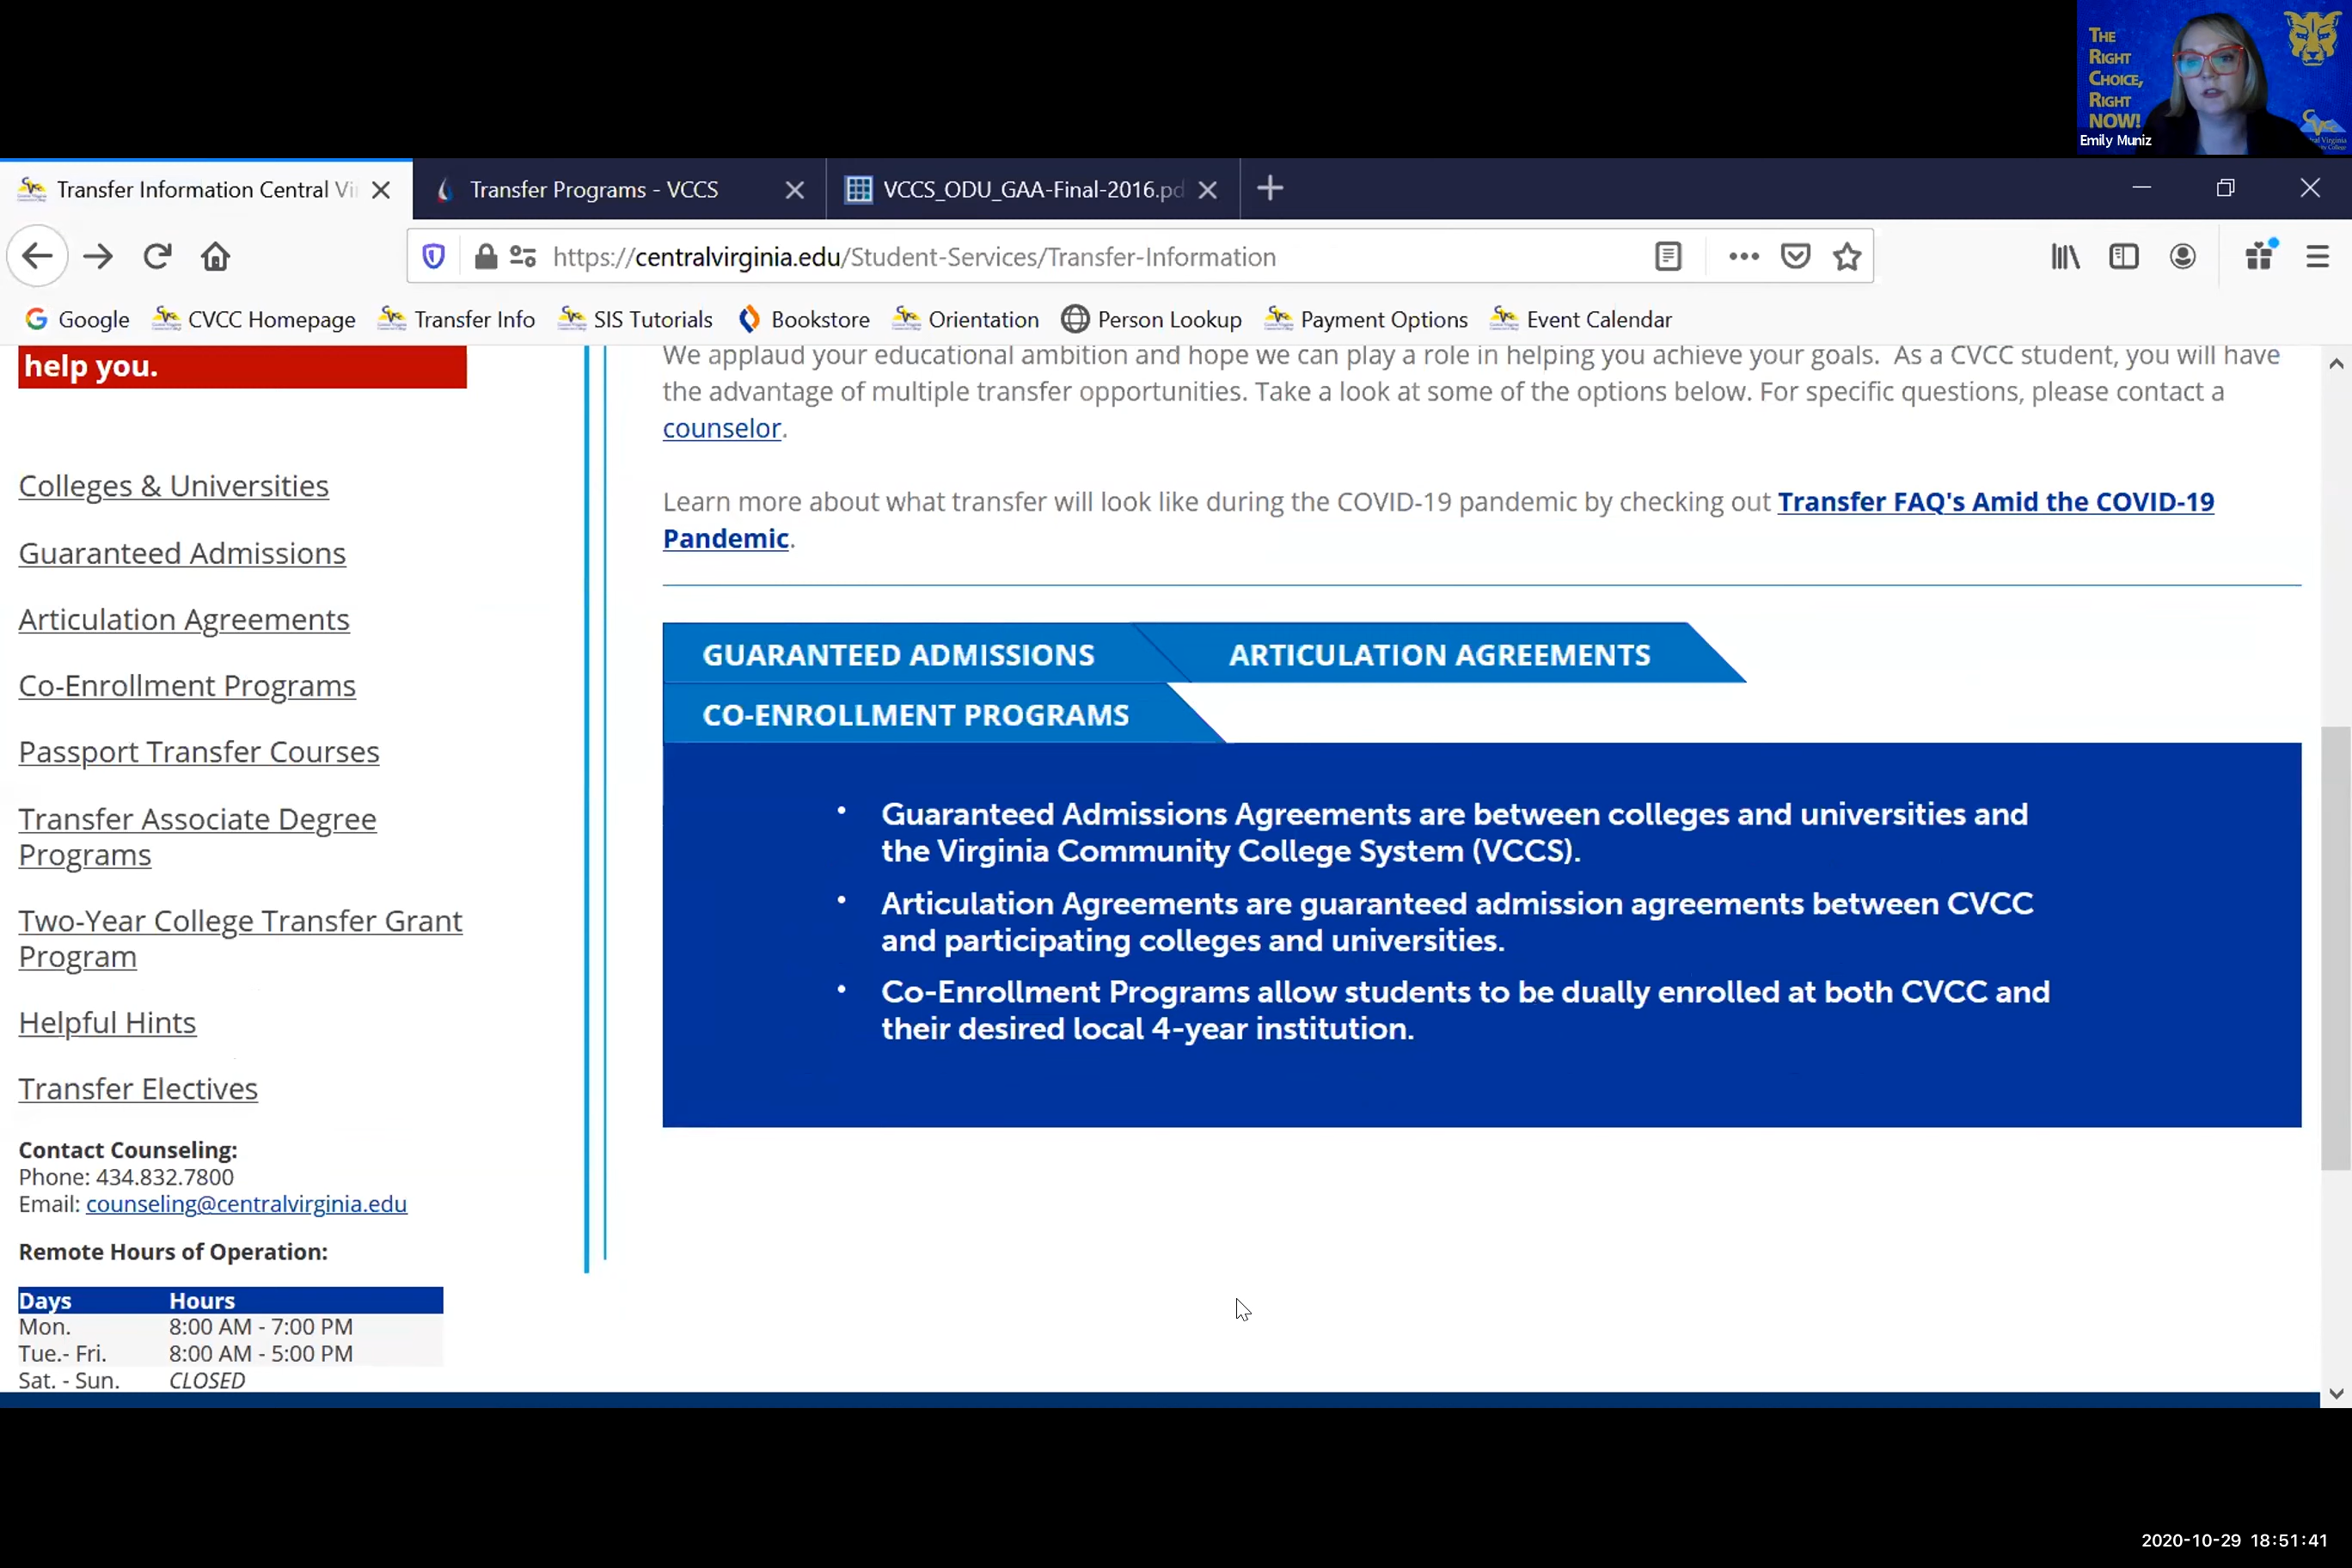 THE
RIGHT
CHOICE,
RIGHT
NOW!
Emily Muniz
Transfer Information Central Vi
Transfer Programs - VCCS
VCCS_ODU_GAA-Final-2016.pd
https://centralvirginia.edu/Student-Services/Transfer-Information
Google CVCC Homepage Transfer Info SIS Tutorials Bookstore Orientation Person Lookup Payment Options Event Calendar
help you.
Colleges & Universities
Guaranteed Admissions
Articulation Agreements
Co-Enrollment Programs
Passport Transfer Courses
Transfer Associate Degree
Programs
Two-Year College Transfer Grant
Program
Helpful Hints
Transfer Electives
Contact Counseling:
Phone: 434.832.7800
Email: counseling@centralvirginia.edu
Remote Hours of Operation:
Days Hours
Mon. 8:00 AM - 7:00 PM
Tue.- Fri. 8:00 AM - 5:00 PM
Sat. - Sun. CLOSED
We applaud your educational ambition and hope we can play a role in helping you achieve your goals. As a CVCC student, you will have
the advantage of multiple transfer opportunities. Take a look at some of the options below. For specific questions, please contact a
counselor.
Learn more about what transfer will look like during the COVID-19 pandemic by checking out Transfer FAQ's Amid the COVID-19
Pandemic.
GUARANTEED ADMISSIONS ARTICULATION AGREEMENTS
CO-ENROLLMENT PROGRAMS
• Guaranteed Admissions Agreements are between colleges and universities and
the Virginia Community College System (VCCS).
• Articulation Agreements are guaranteed admission agreements between CVCC
and participating colleges and universities.
• Co-Enrollment Programs allow students to be dually enrolled at both CVCC and
their desired local 4-year institution.
2020-10-29 18:51:41